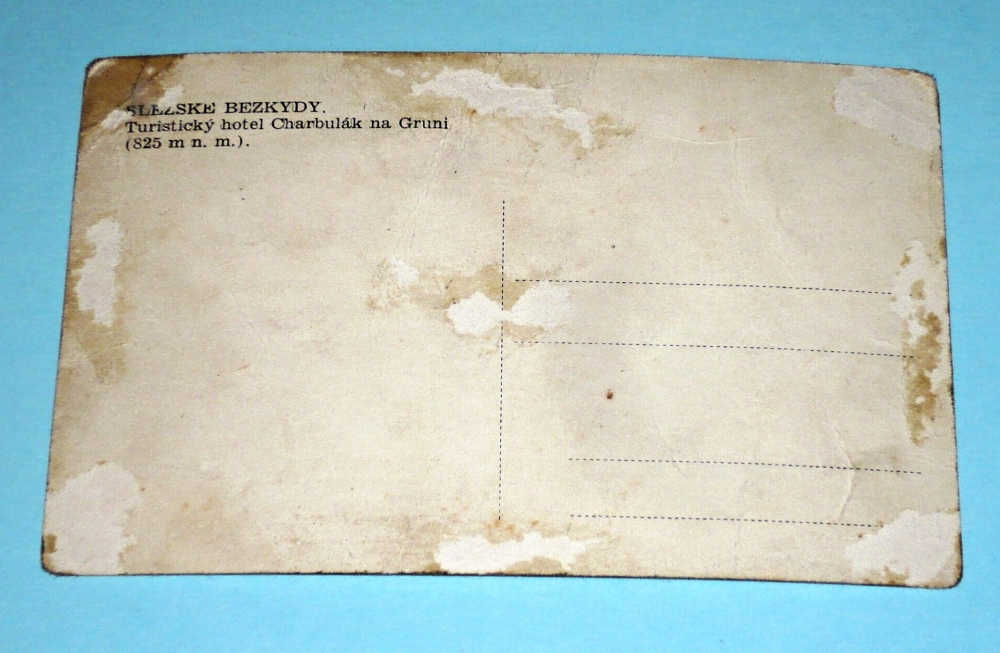 SLEZSKÉ BEZKYDY.
Turistický hotel Charbulák na Gruni
(825 m n. m.).